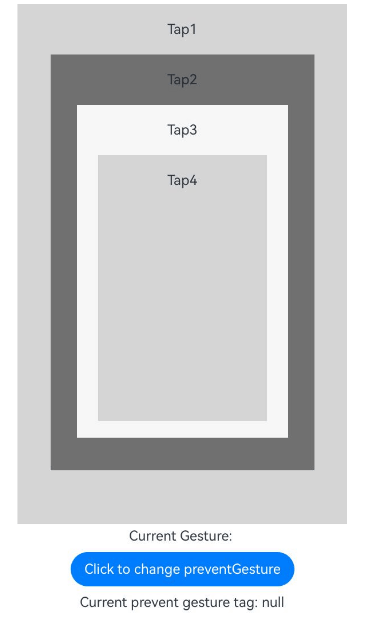 Tap1
Tap2
Tap3
Tap4
Current Gesture:
Click to change preventGesture
Current prevent gesture tag: null